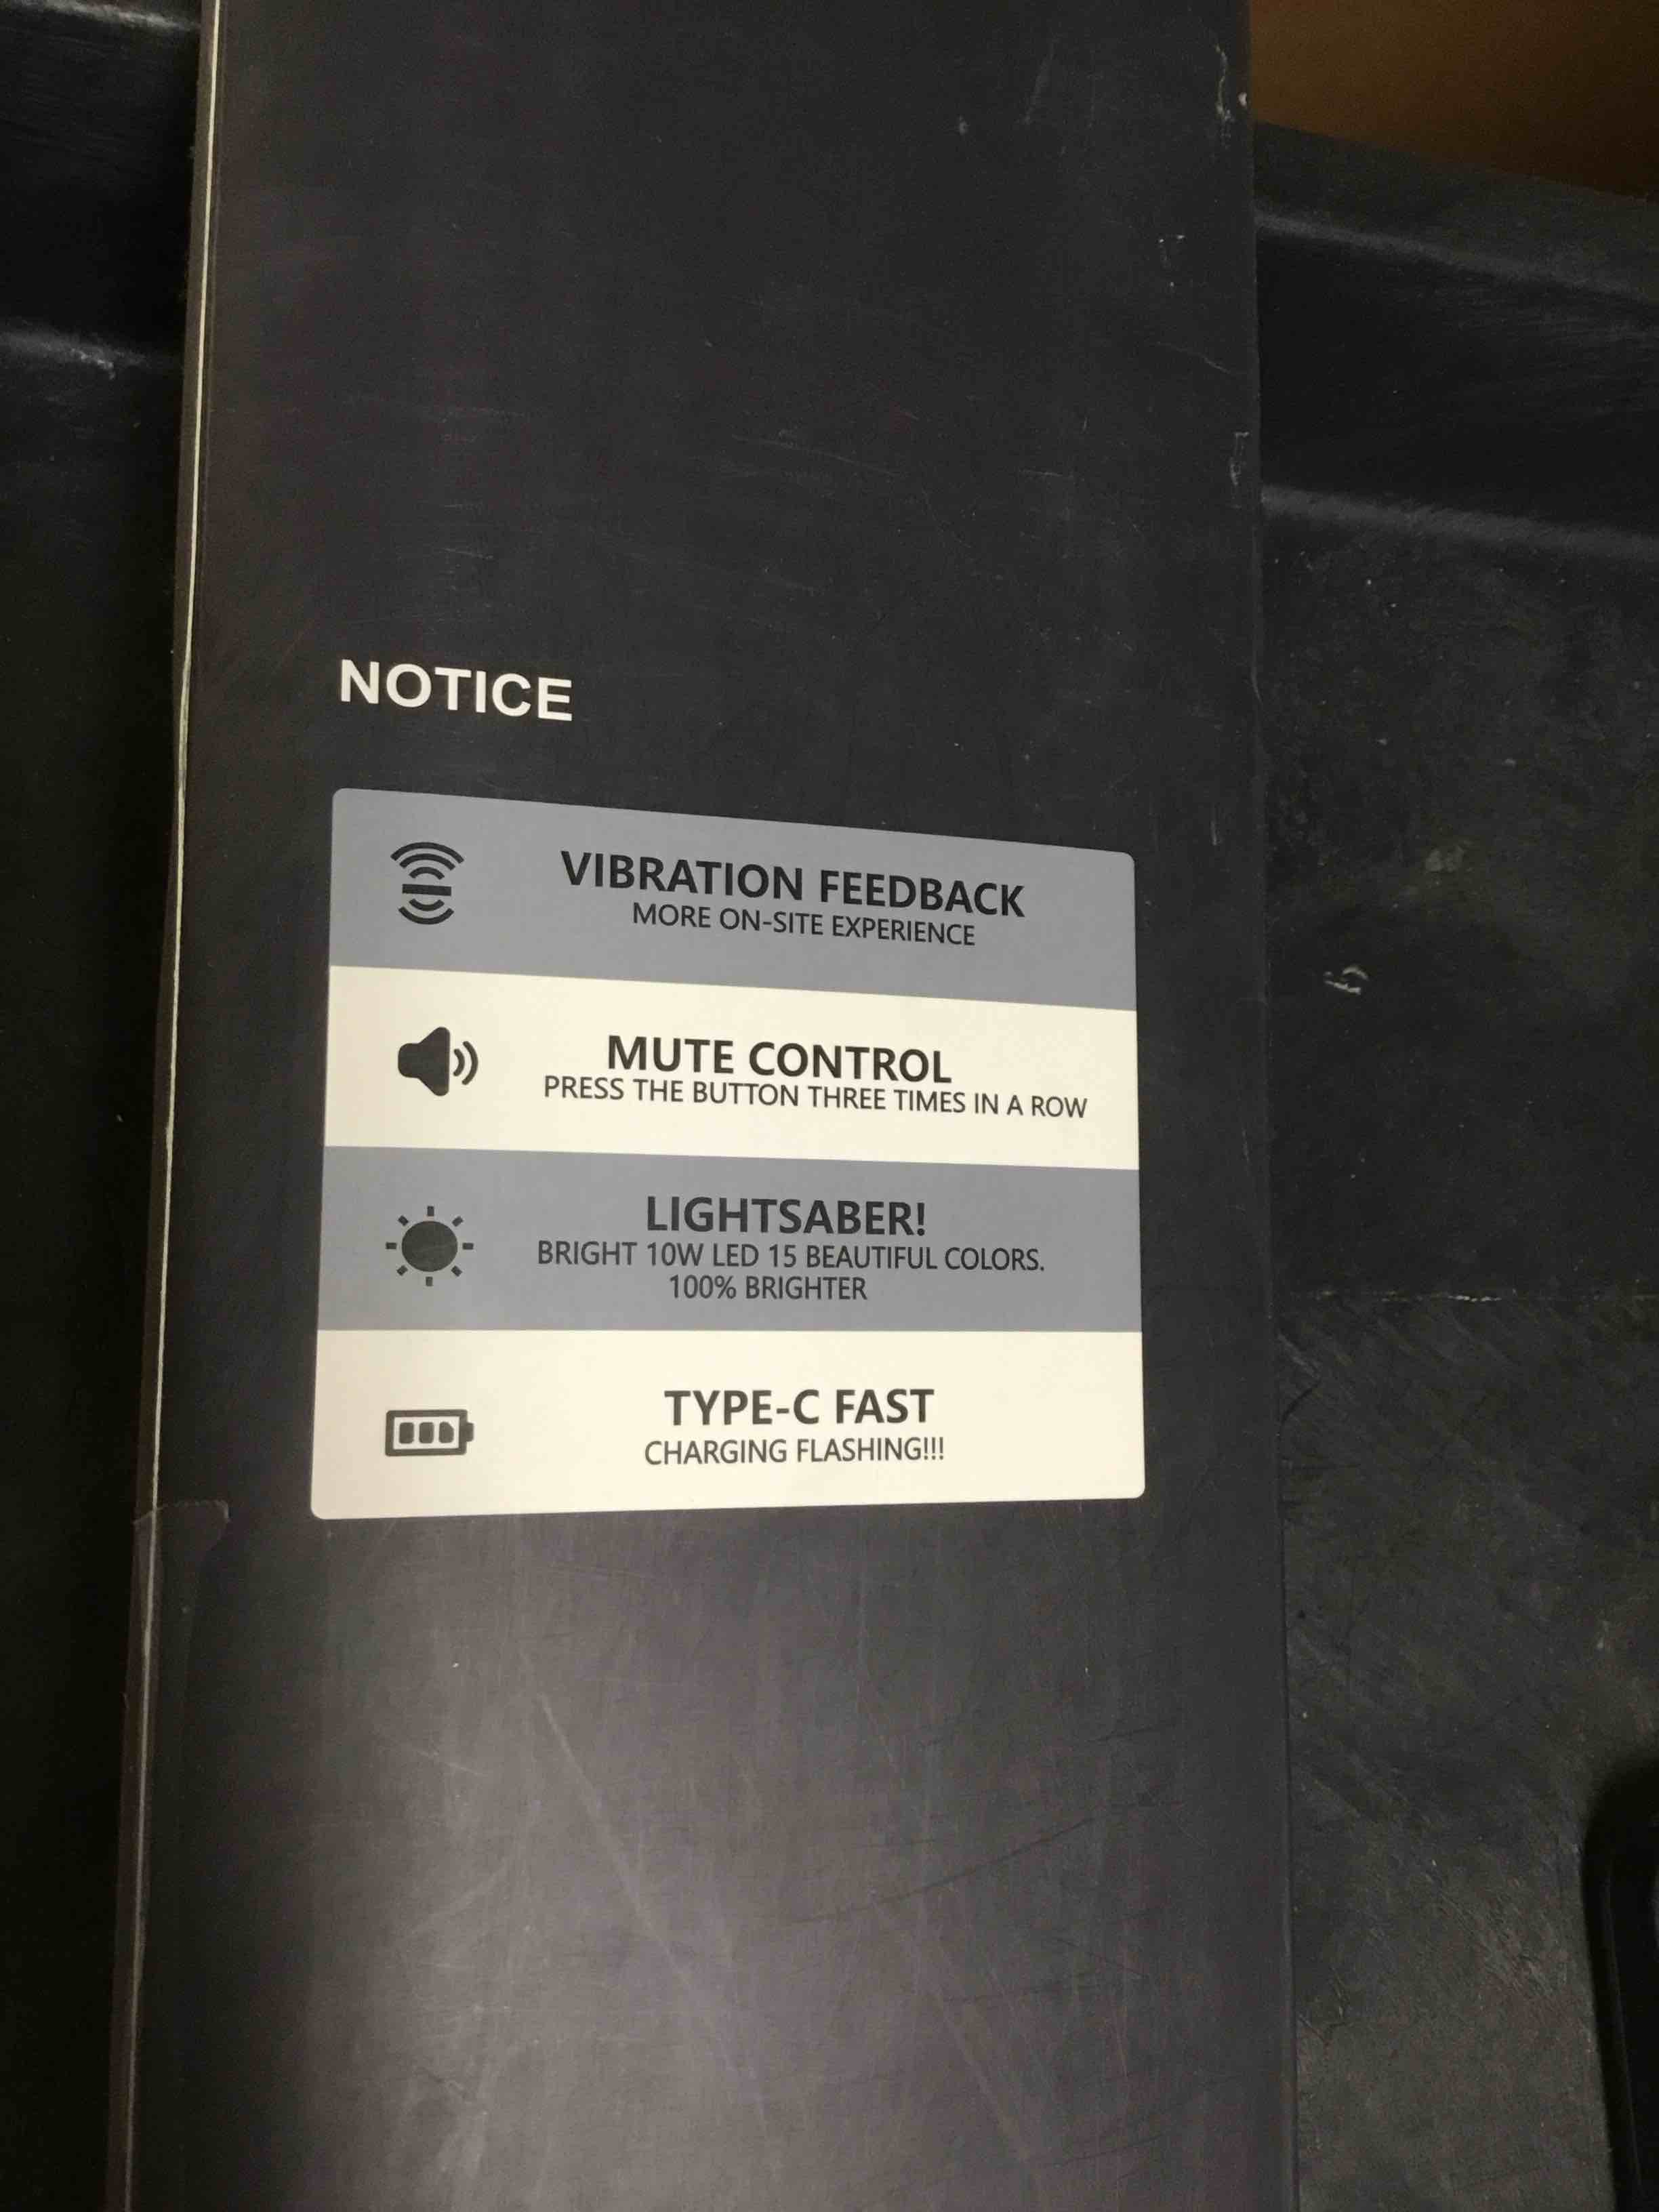 NOTICE
VIBRATION FEEDBACK
MORE ON-SITE EXPERIENCE
MUTE CONTROL
PRESS THE BUTTON THREE TIMES IN A ROW
LIGHTSABER!
BRIGHT 10W LED 15 BEAUTIFUL COLORS.
100% BRIGHTER
TYPE-C FAST
CHARGING FLASHING!!!